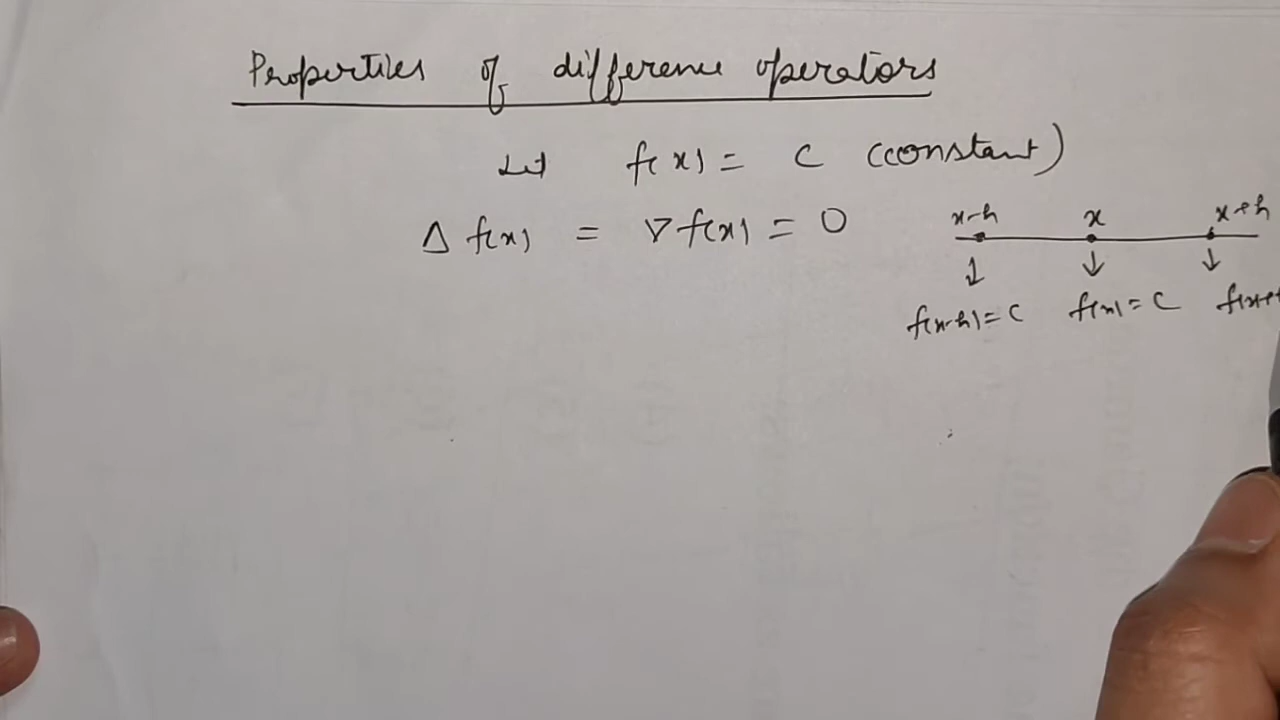 Properties of difference operators
Let f(x) = C (constant)
Δ f(x) = ∇ f(x) = 0
x-h x x+h
f(x-h) = C f(x) = C f(x+